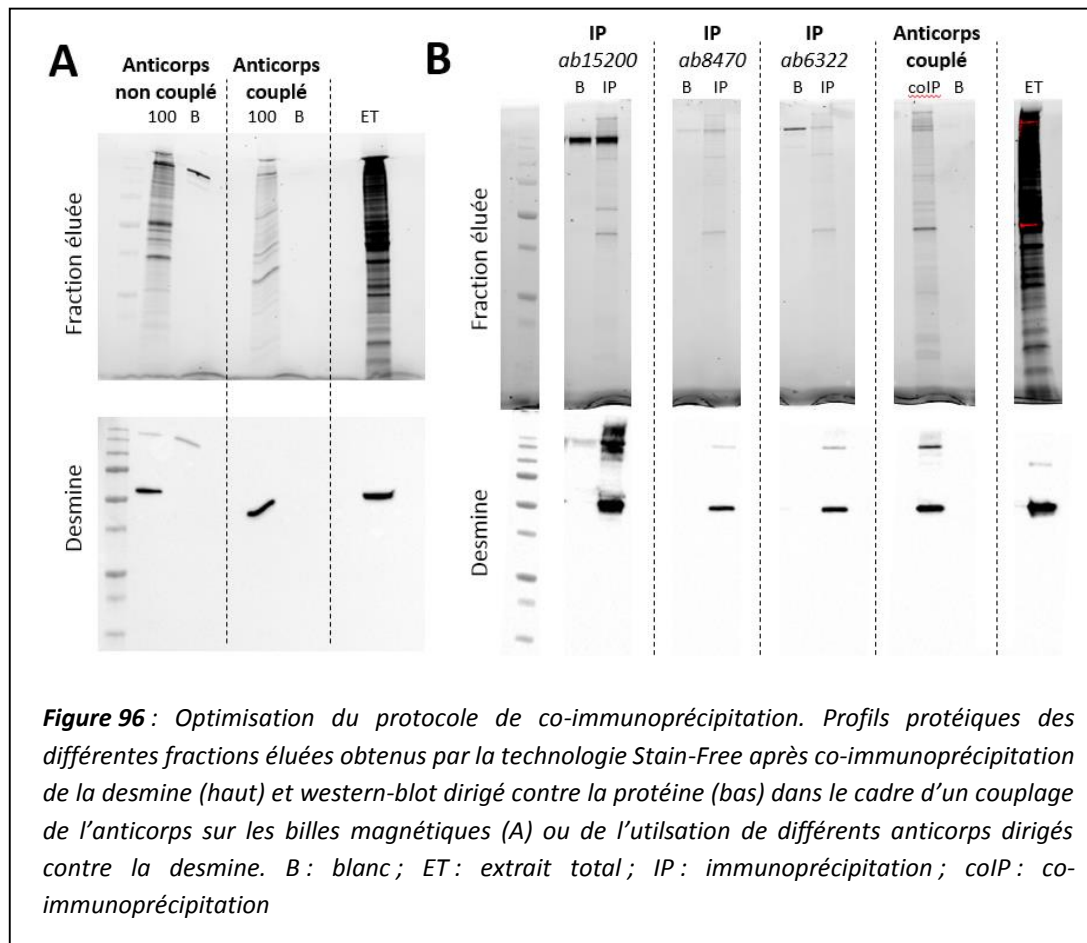 A
B
Anticorps
non couplé
Anticorps
couplé
100 B
100 B
ET
IP
ab15200
IP
ab8470
IP
ab6322
Anticorps
couplé
B IP
B IP
B IP
coIP B
ET
Fraction éluée
Desmine
Fraction éluée
Desmine
Figure 96 : Optimisation du protocole de co-immunoprécipitation. Profils protéiques des
différentes fractions éluées obtenus par la technologie Stain-Free après co-immunoprécipitation
de la desmine (haut) et western-blot dirigé contre la protéine (bas) dans le cadre d’un couplage
de l’anticorps sur les billes magnétiques (A) ou de l’utilsation de différents anticorps dirigés
contre la desmine. B : blanc ; ET : extrait total ; IP : immunoprécipitation ; coIP : co-
immunoprécipitation